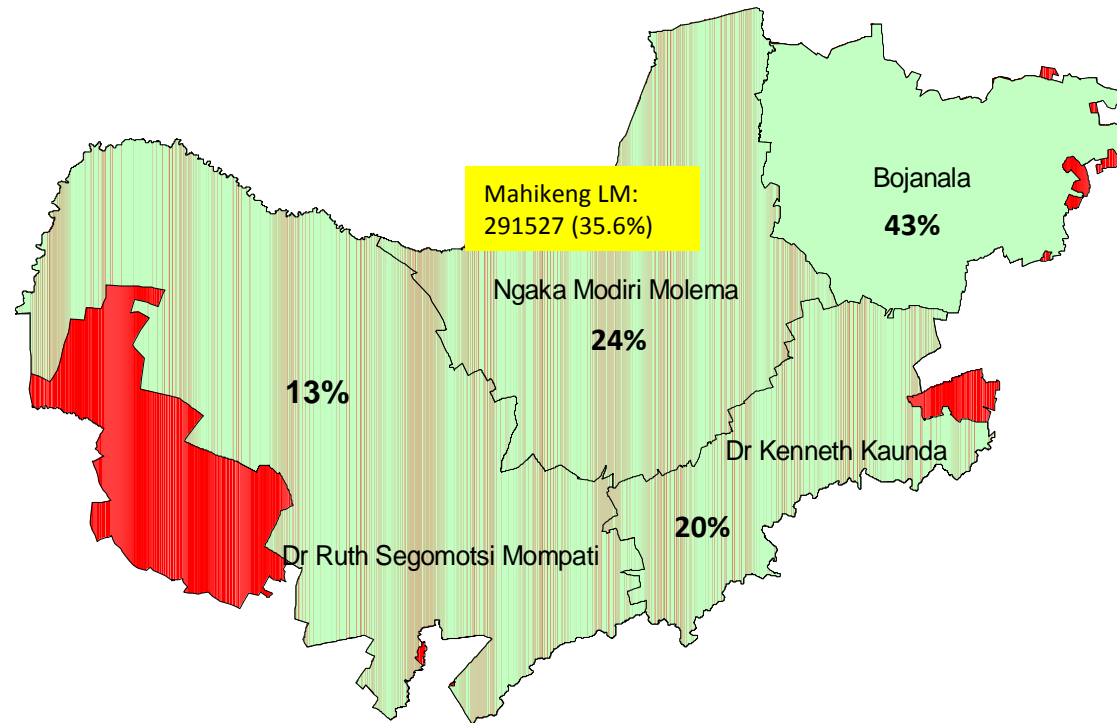 Mahikeng LM:
291527 (35.6%)
Bojanala
43%
Ngaka Modiri Molema
24%
13%
Dr Kenneth Kaunda
20%
Dr Ruth Segomotsi Mompati